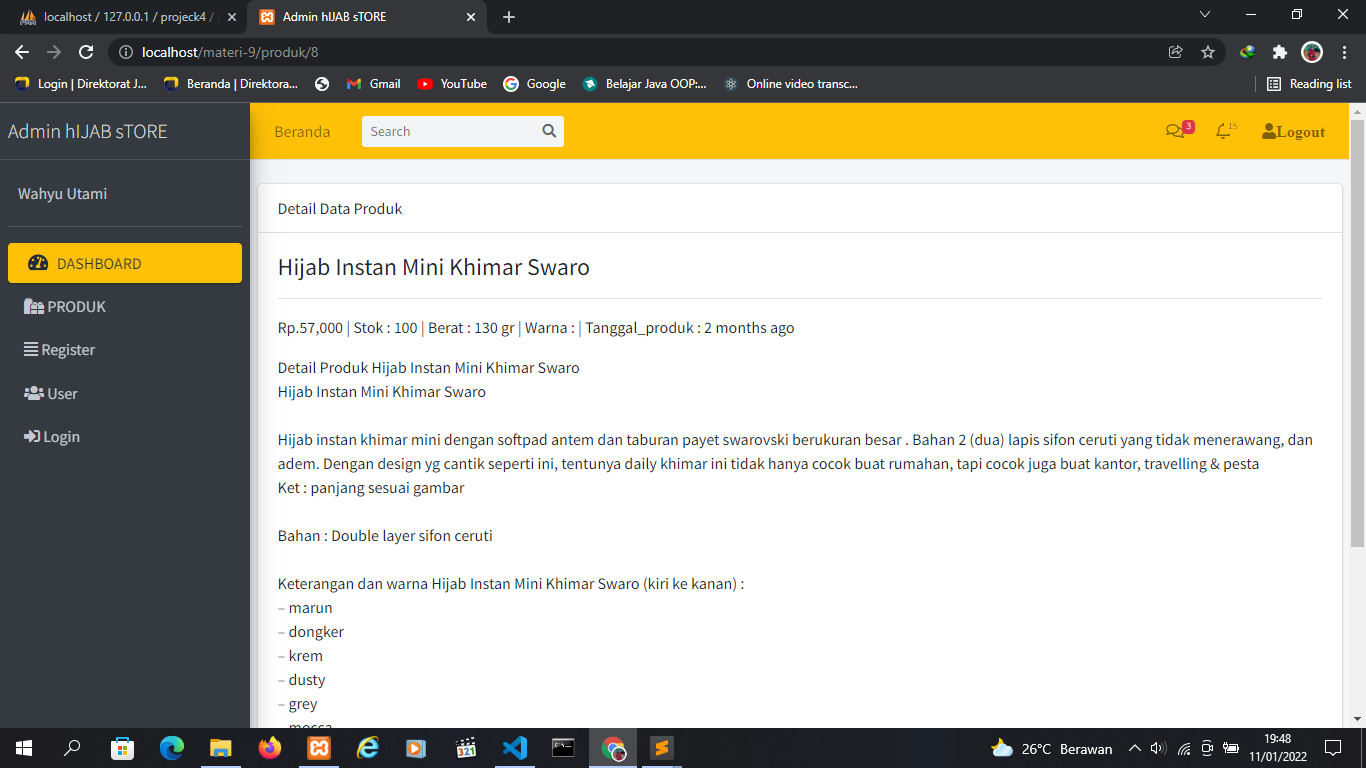 localhost / 127.0.0.1 / projeck4 /
Admin hIJAB sTORE
localhost/materi-9/produk/8
Login | Direktorat J...
Beranda | Direktora...
Gmail
YouTube
Google
Belajar Java OOP:...
Online video transc...
Reading list
Admin hIJAB sTORE
Beranda
Search
3
15
Logout
Wahyu Utami
DASHBOARD
PRODUK
Register
User
Login
Detail Data Produk
Hijab Instan Mini Khimar Swaro
Rp.57,000 | Stok : 100 | Berat : 130 gr | Warna : | Tanggal_produk : 2 months ago
Detail Produk Hijab Instan Mini Khimar Swaro
Hijab Instan Mini Khimar Swaro
Hijab instan khimar mini dengan softpad antem dan taburan payet swarovski berukuran besar . Bahan 2 (dua) lapis sifon ceruti yang tidak menerawang, dan
adem. Dengan design yg cantik seperti ini, tentunya daily khimar ini tidak hanya cocok buat rumahan, tapi cocok juga buat kantor, travelling & pesta
Ket : panjang sesuai gambar
Bahan : Double layer sifon ceruti
Keterangan dan warna Hijab Instan Mini Khimar Swaro (kiri ke kanan) :
– marun
– dongker
– krem
– dusty
– grey
– mocca
321
26°C Berawan
19:48
11/01/2022